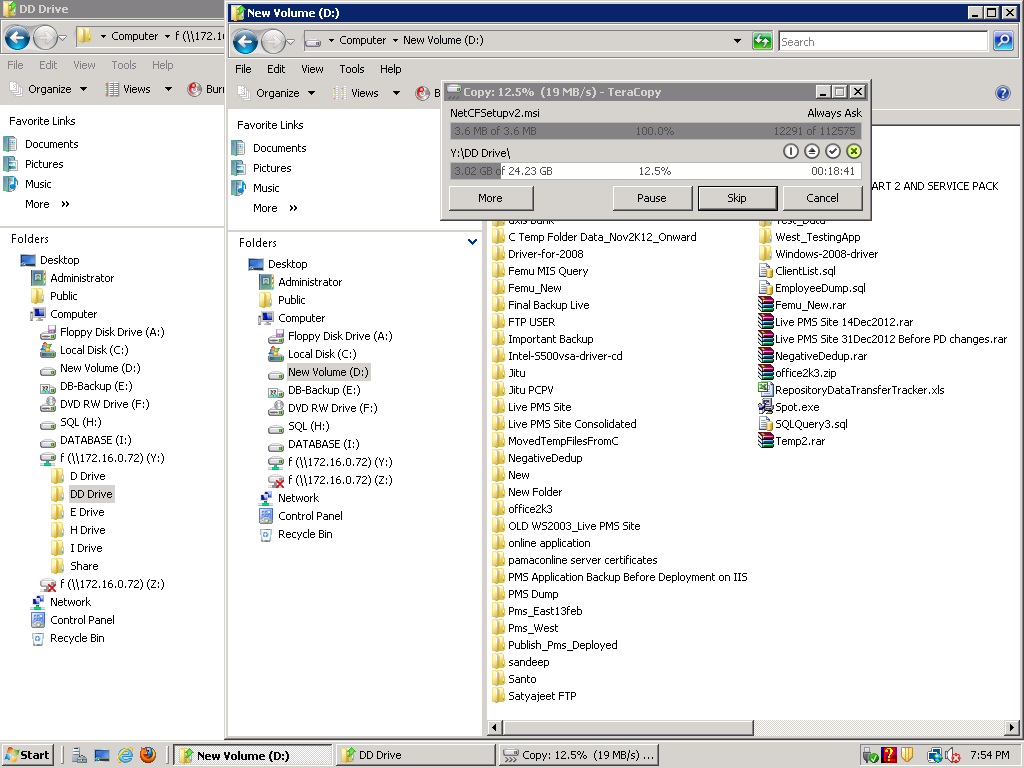 DD Drive
Computer f (\\172.16
File Edit View Tools Help
Organize Views Burn
Favorite Links
Documents
Pictures
Music
More »
Folders
Desktop
Administrator
Public
Computer
Floppy Disk Drive (A:)
Local Disk (C:)
New Volume (D:)
DB-Backup (E:)
DVD RW Drive (F:)
SQL (H:)
DATABASE (I:)
f (\\172.16.0.72) (Y:)
D Drive
DD Drive
E Drive
H Drive
I Drive
Share
f (\\172.16.0.72) (Z:)
Network
Control Panel
Recycle Bin
New Volume (D:)
Computer New Volume (D:)
Search
File Edit View Tools Help
Organize Views B
Favorite Links
Documents
Pictures
Music
More »
Folders
Desktop
Administrator
Public
Computer
Floppy Disk Drive (A:)
Local Disk (C:)
New Volume (D:)
DB-Backup (E:)
DVD RW Drive (F:)
SQL (H:)
DATABASE (I:)
f (\\172.16.0.72) (Y:)
f (\\172.16.0.72) (Z:)
Network
Control Panel
Recycle Bin
Copy: 12.5% (19 MB/s) - TeraCopy
NetCFSetupv2.msi Always Ask
3.6 MB of 3.6 MB 100.0% 12291 of 112575
Y:\DD Drive\
3.02 GB of 24.23 GB 12.5% 00:18:41
More Pause Skip Cancel
axis Bank
C Temp Folder Data_Nov2K12_Onward
Driver-for-2008
Femu MIS Query
Femu_New
Final Backup Live
FTP USER
Important Backup
Intel-S500vsa-driver-cd
Jitu
Jitu PCPV
Live PMS Site
Live PMS Site Consolidated
MovedTempFilesFromC
NegativeDedup
New
New Folder
office2k3
OLD WS2003_Live PMS Site
online application
pamaconline server certificates
PMS Application Backup Before Deployment on IIS
PMS Dump
Pms_East13feb
Pms_West
Publish_Pms_Deployed
sandeep
Santo
Satyajeet FTP
ART 2 AND SERVICE PACK
Test_Data
West_TestingApp
Windows-2008-driver
ClientList.sql
EmployeeDump.sql
Femu_New.rar
Live PMS Site 14Dec2012.rar
Live PMS Site 31Dec2012 Before PD changes.rar
NegativeDedup.rar
office2k3.zip
RepositoryDataTransferTracker.xls
Spot.exe
SQLQuery3.sql
Temp2.rar
Start New Volume (D:) DD Drive Copy: 12.5% (19 MB/s) ... 7:54 PM